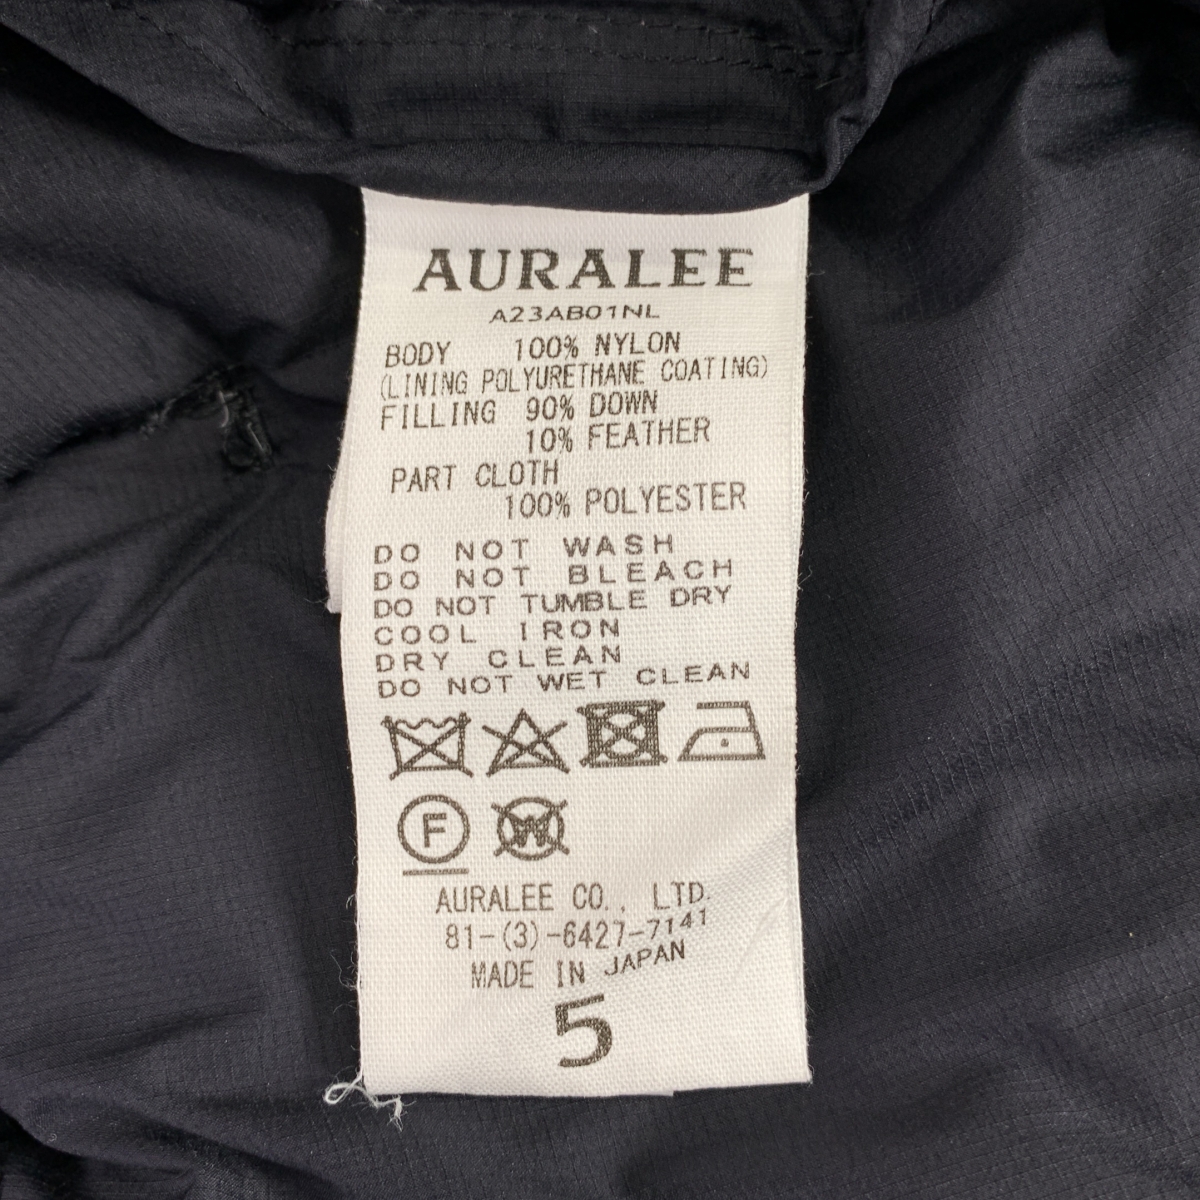 AURALEE
A23AB01NL
BODY 100% NYLON
(LINING POLYURETHANE COATING)
FILLING 90% DOWN
10% FEATHER
PART CLOTH
100% POLYESTER
DO NOT WASH
DO NOT BLEACH
DO NOT TUMBLE DRY
COOL IRON
DRY CLEAN
DO NOT WET CLEAN
F W
AURALEE CO., LTD.
81-(3)-6427-7141
MADE IN JAPAN
5